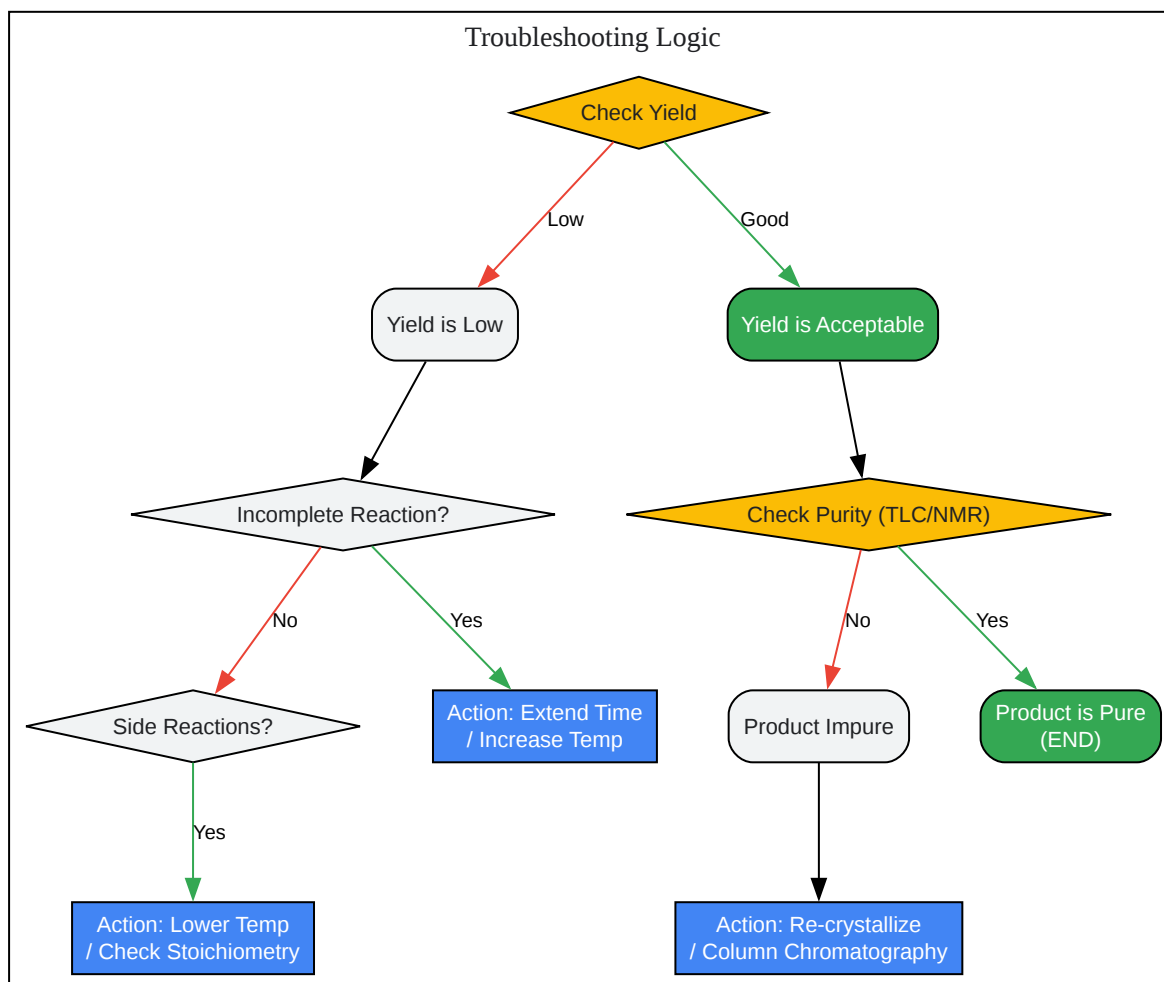 Troubleshooting Logic
Check Yield
Low
Good
Yield is Low
Yield is Acceptable
Incomplete Reaction?
Check Purity (TLC/NMR)
No
Yes
No
Yes
Side Reactions?
Action: Extend Time
/ Increase Temp
Product Impure
Product is Pure
(END)
Yes
Action: Lower Temp
/ Check Stoichiometry
Action: Re-crystallize
/ Column Chromatography